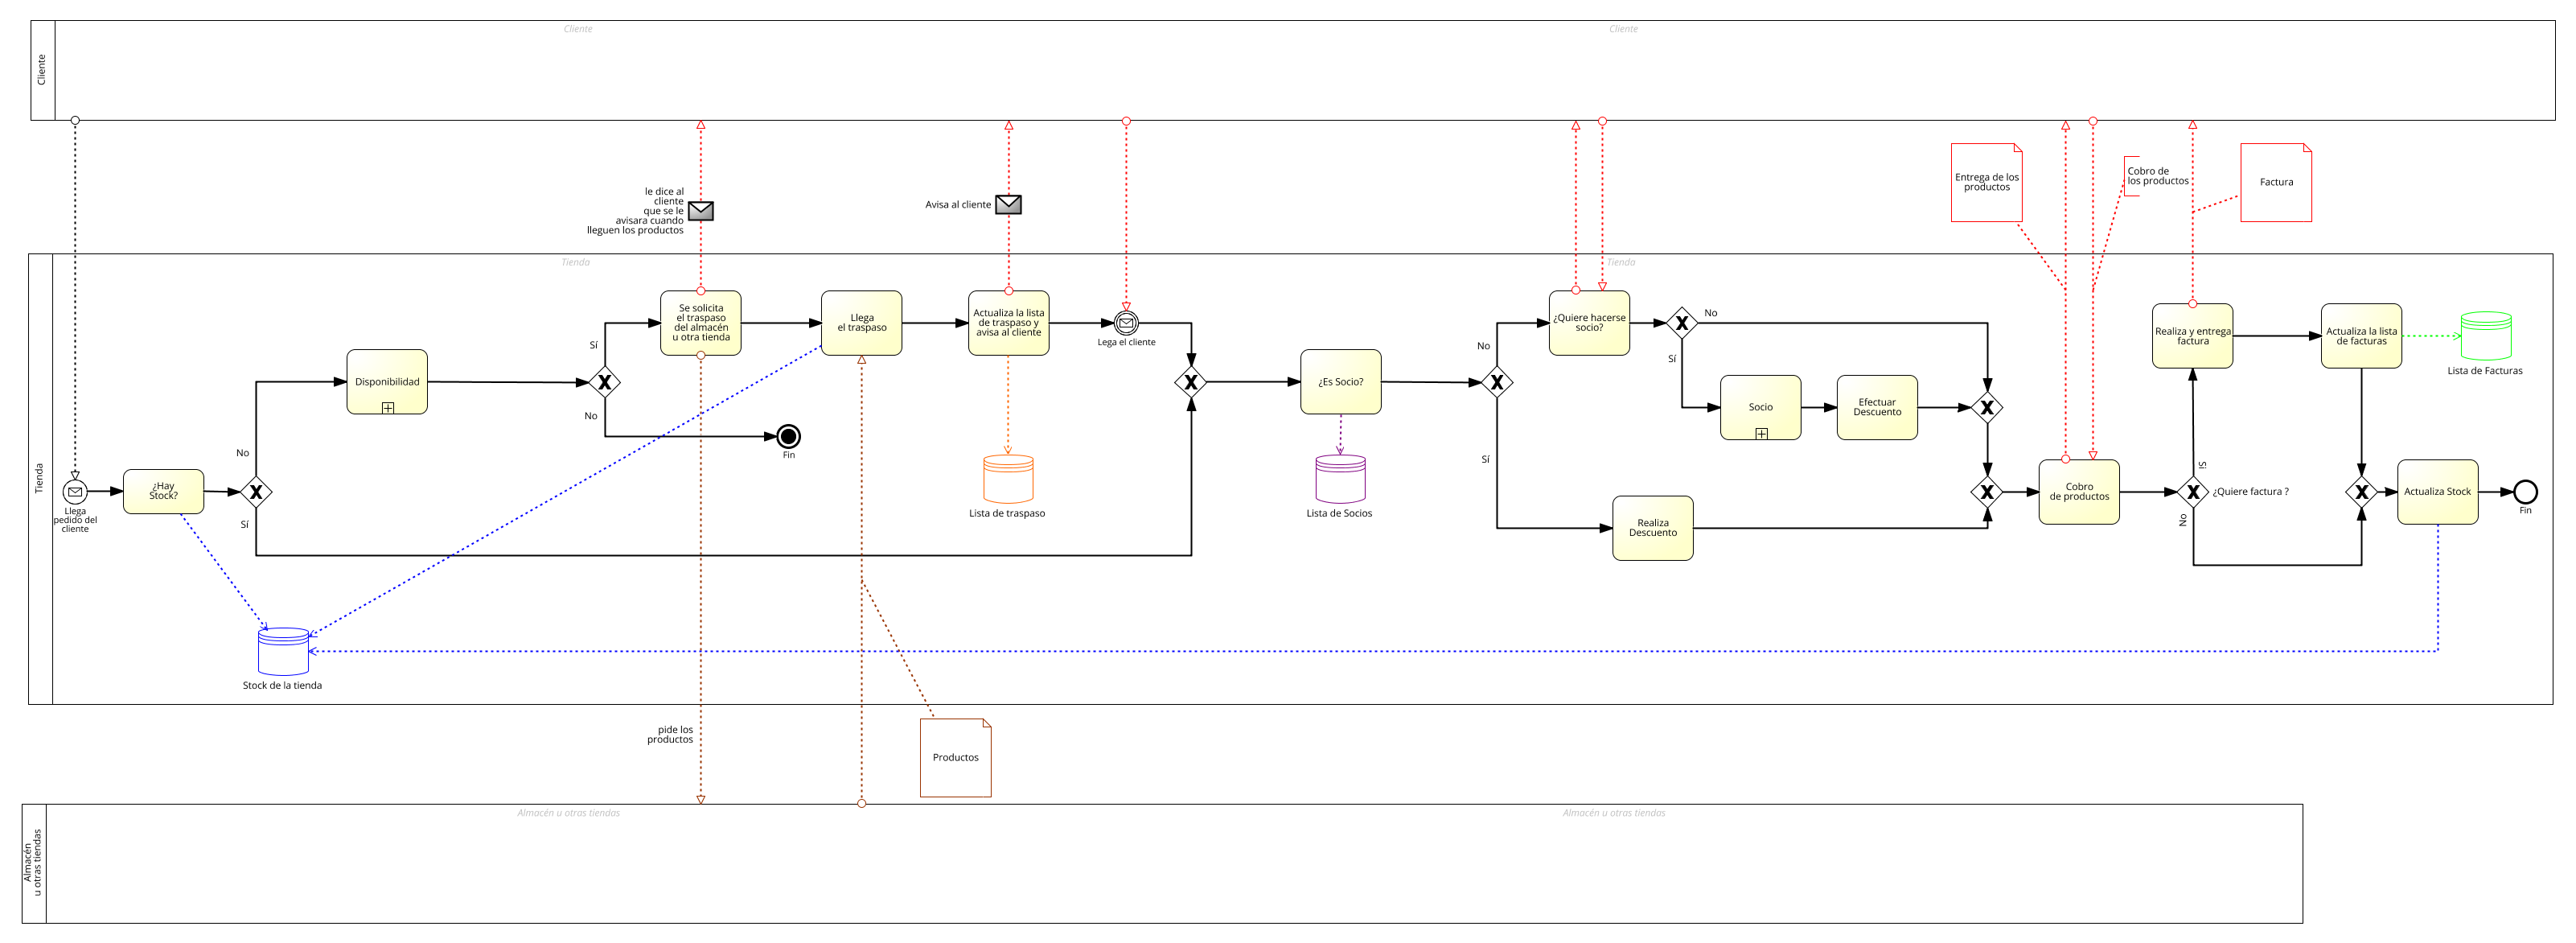 Cliente
Cliente
Cliente
le dice al
cliente
que se le
avisara cuando
lleguen los productos
Avisa al cliente
Entrega de los
productos
Cobro de
los productos
Factura
Tienda
Tienda
Tienda
Llega
pedido del
cliente
¿Hay
Stock?
No
Sí
Disponibilidad
Sí
No
Fin
Se solicita
el traspaso
del almacén
u otra tienda
Llega
el traspaso
Actualiza la lista
de traspaso y
avisa al cliente
Lega el cliente
Lista de traspaso
¿Es Socio?
Lista de Socios
No
Sí
¿Quiere hacerse
socio?
No
Sí
Socio
Efectuar
Descuento
Realiza
Descuento
Cobro
de productos
Sí
¿Quiere factura ?
No
Realiza y entrega
factura
Actualiza la lista
de facturas
Lista de Facturas
Actualiza Stock
Fin
Stock de la tienda
pide los
productos
Productos
Almacén
u otras tiendas
Almacén u otras tiendas
Almacén u otras tiendas